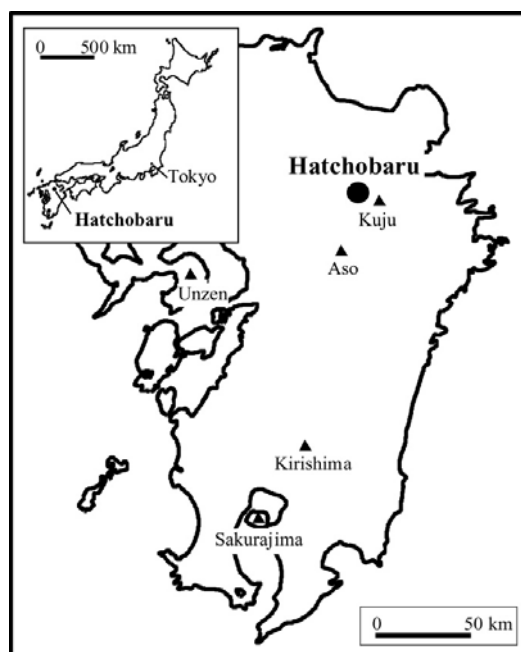 0 500 km
Tokyo
Hatchobaru
Hatchobaru
Kuju
Aso
Unzen
Kirishima
Sakurajima
0 50 km